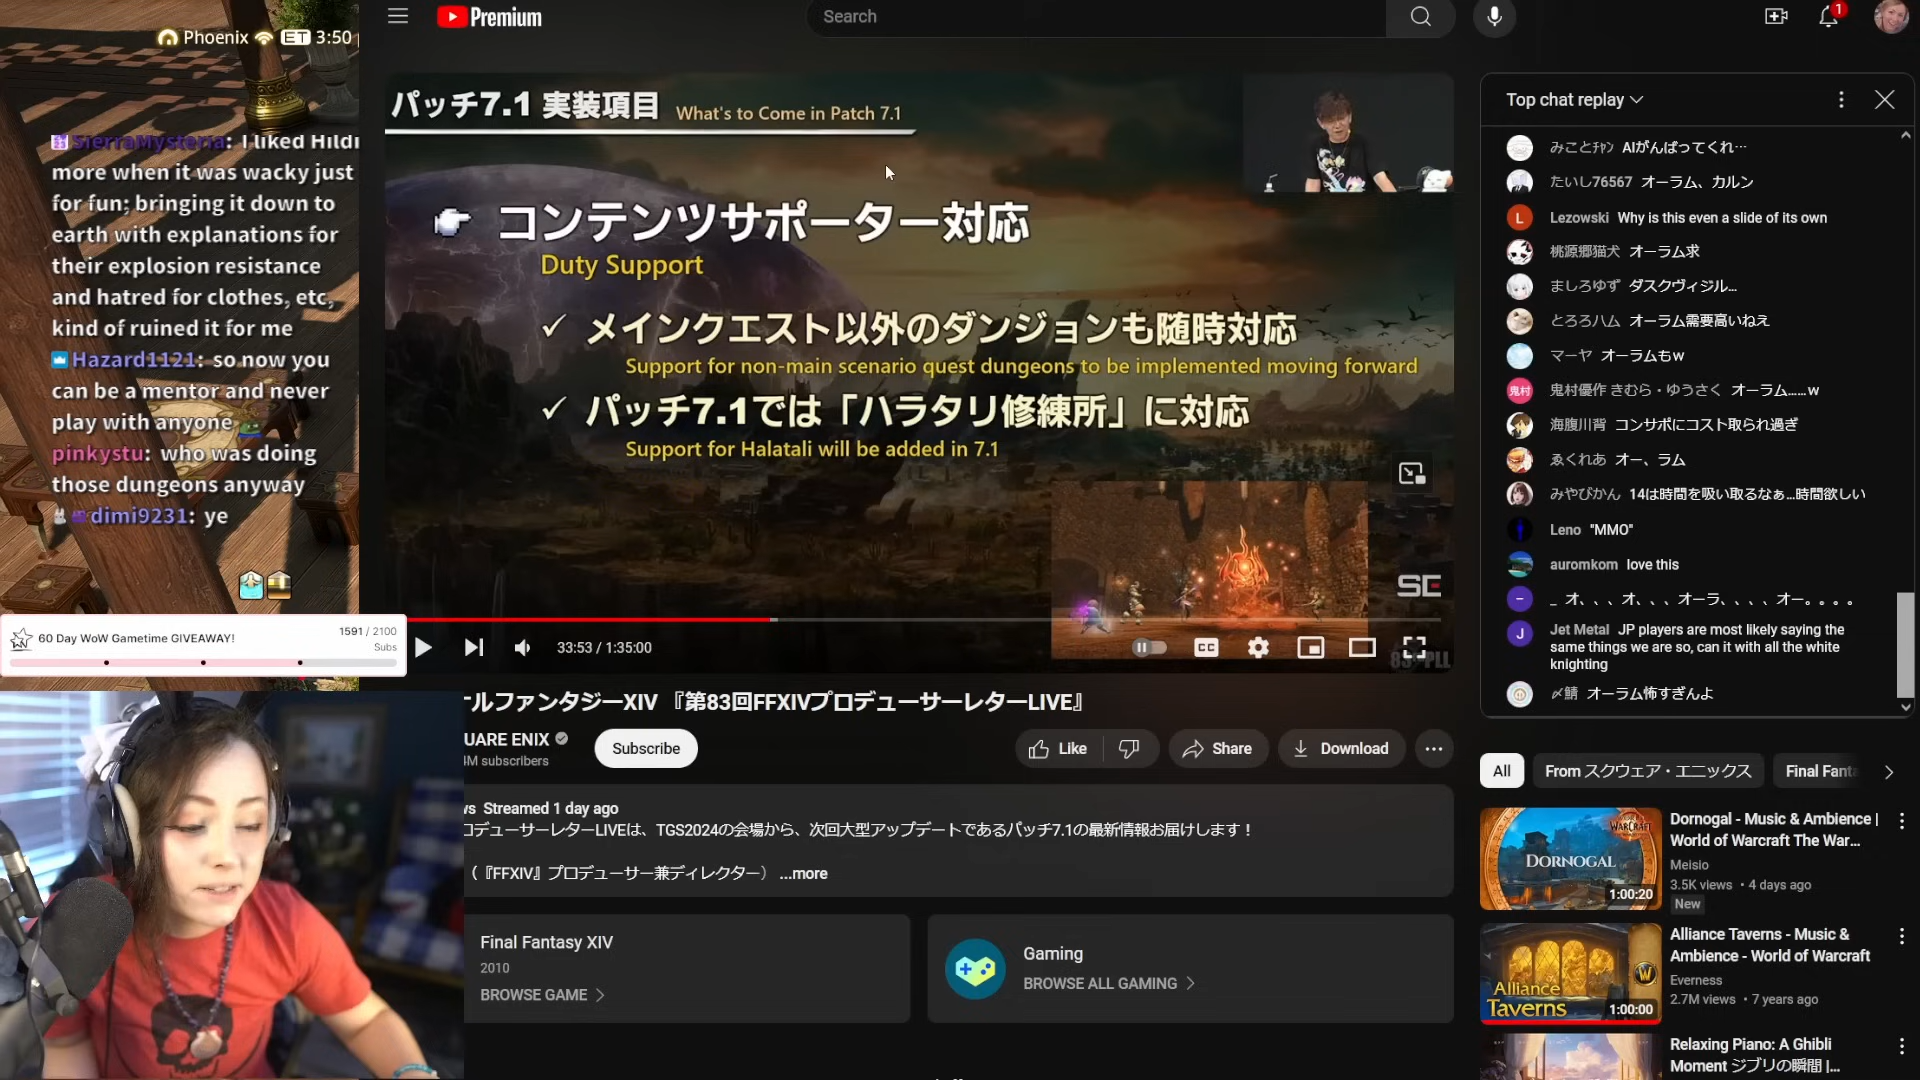 Phoenix ET 3:50
SierraMysteria: I liked Hildi
more when it was wacky just
for fun; bringing it down to
earth with explanations for
their explosion resistance
and hatred for clothes, etc,
kind of ruined it for me
Hazard1121: so now you
can be a mentor and never
play with anyone
pinkystu: who was doing
those dungeons anyway
dimi9231: ye
60 Day WoW Gametime GIVEAWAY!
1591 / 2100
Subs
Premium
Search
1
パッチ7.1 実装項目 What's to Come in Patch 7.1
コンテンツサポーター対応
Duty Support
✓ メインクエスト以外のダンジョンも随時対応
Support for non-main scenario quest dungeons to be implemented moving forward
✓ パッチ7.1では「ハラタリ修練所」に対応
Support for Halatali will be added in 7.1
SE
33:53 / 1:35:00
CC
ルファンタジーXIV 『第83回FFXIVプロデューサーレターLIVE』
UARE ENIX
M subscribers
Subscribe
Like
Share
Download
ws Streamed 1 day ago
ロデューサーレターLIVEは、TGS2024の会場から、次回大型アップデートであるパッチ7.1の最新情報お届けします！
（『FFXIV』プロデューサー兼ディレクター） ...more
Final Fantasy XIV
2010
BROWSE GAME
Gaming
BROWSE ALL GAMING
Top chat replay
みことﾁｬﾝ AIがんばってくれ…
たいし76567 オーラム、カルン
L Lezowski Why is this even a slide of its own
桃源郷猫犬 オーラム求
ましろゆず ダスクヴィジル...
とろろハム オーラム需要高いねえ
マーヤ オーラムもw
鬼村 鬼村優作 きむら・ゆうさく オーラム......w
海腹川背 コンサポにコスト取られ過ぎ
ゑくれあ オー、ラム
みやびかん 14は時間を吸い取るなぁ...時間欲しい
Leno "MMO"
auromkom love this
_ オ、、、オ、、、オーラ、、、、オー。。。。
J Jet Metal JP players are most likely saying the
same things we are so, can it with all the white
knighting
〆鯖 オーラム怖すぎんよ
All
From スクウェア・エニックス
Final Fanta
WARCRAFT
DORNOGAL
1:00:20
Dornogal - Music & Ambience |
World of Warcraft The War...
Meisio
3.5K views • 4 days ago
New
Alliance
Taverns
1:00:00
Alliance Taverns - Music &
Ambience - World of Warcraft
Everness
2.7M views • 7 years ago
Relaxing Piano: A Ghibli
Moment ジブリの瞬間 |...